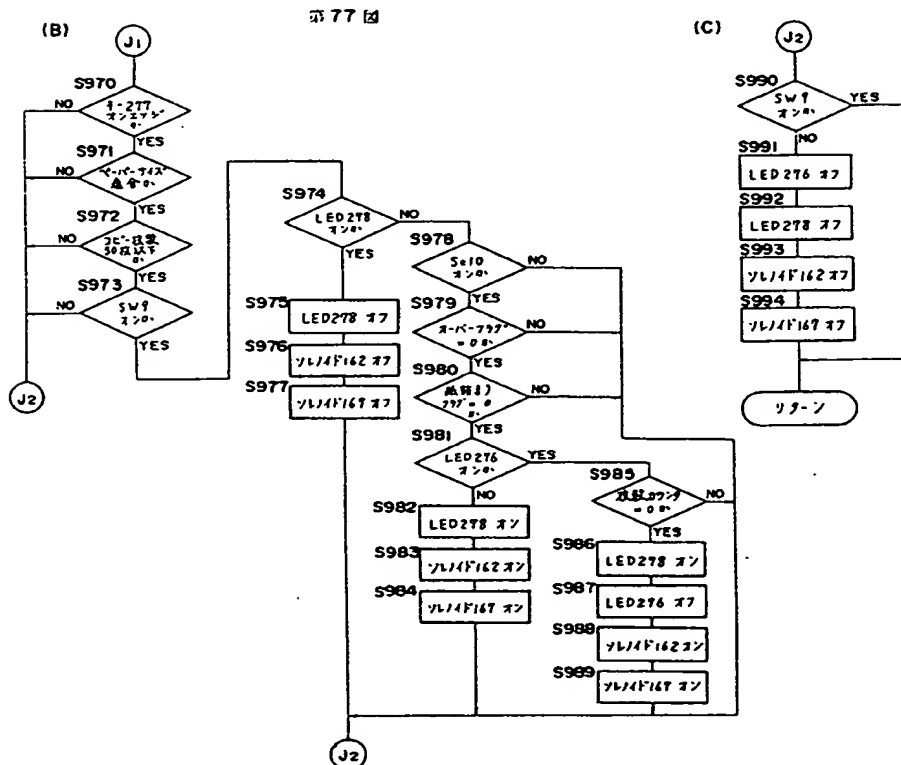 第77図
(B)
J1
S970
キー277
オンエッジ
か
NO
YES
S971
ペーパーサイズ
適合か
NO
YES
S972
コピー枚数
50枚以下
か
NO
YES
S973
SW9
オンか
NO
YES
J2
S974
LED278
オンか
NO
YES
S975
LED278 オフ
S976
ソレノイド162 オフ
S977
ソレノイド167 オフ
S978
Se10
オンか
NO
YES
S979
オーバーフラグ
=0か
NO
YES
S980
紙詰まり
フラグ=0
か
NO
YES
S981
LED276
オンか
YES
NO
S982
LED278 オン
S983
ソレノイド162オン
S984
ソレノイド167 オン
S985
枚数カウンタ
=0か
NO
YES
S986
LED278 オン
S987
LED276 オフ
S988
ソレノイド162オン
S989
ソレノイド167 オン
J2
(C)
J2
S990
SW9
オンか
YES
NO
S991
LED276 オフ
S992
LED278 オフ
S993
ソレノイド162オフ
S994
ソレノイド167 オフ
リターン